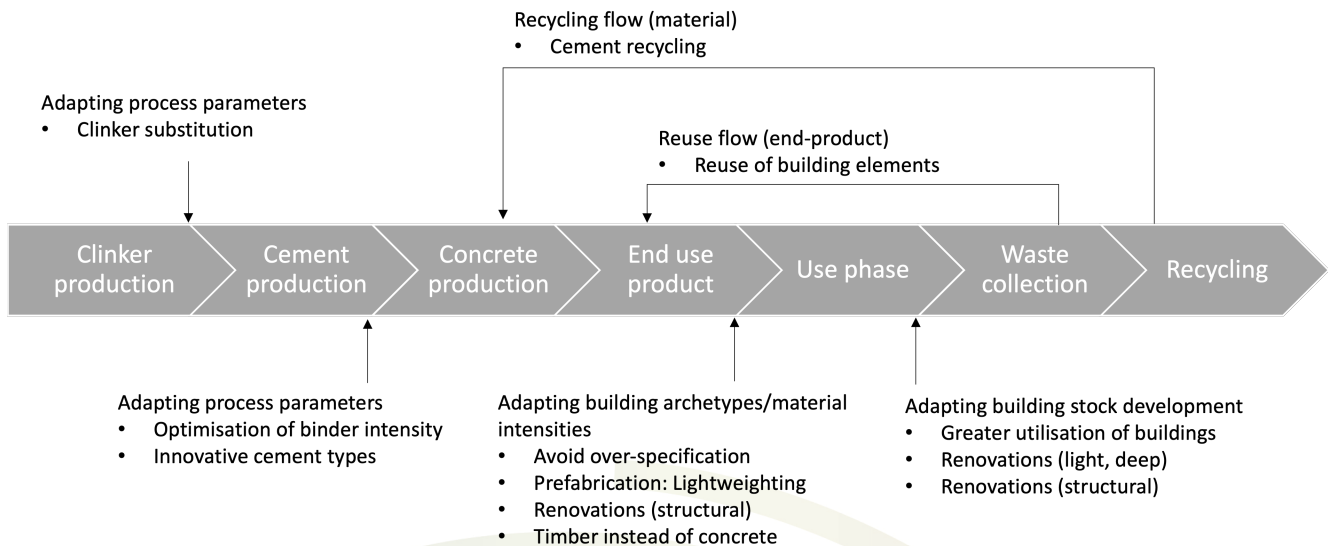 Recycling flow (material)
• Cement recycling
Adapting process parameters
• Clinker substitution
Reuse flow (end-product)
• Reuse of building elements
Clinker
production
Cement
production
Concrete
production
End use
product
Use phase
Waste
collection
Recycling
Adapting process parameters
• Optimisation of binder intensity
• Innovative cement types
Adapting building archetypes/material
intensities
• Avoid over-specification
• Prefabrication: Lightweighting
• Renovations (structural)
• Timber instead of concrete
Adapting building stock development
• Greater utilisation of buildings
• Renovations (light, deep)
• Renovations (structural)